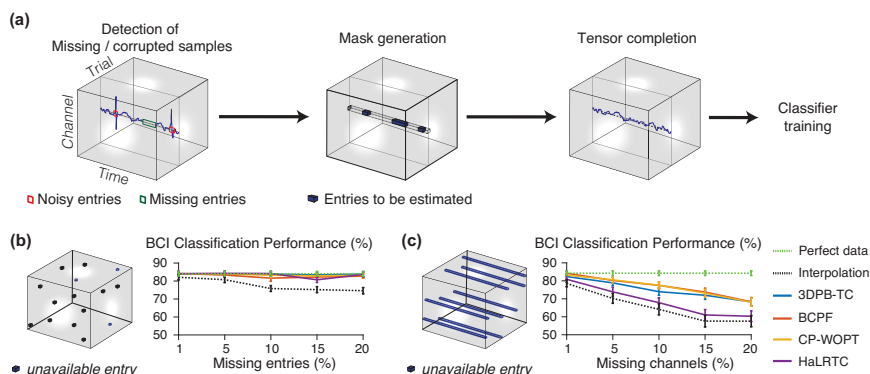 (a)
Detection of
Missing / corrupted samples
Mask generation
Tensor completion
Trial
Channel
Time
Classifier
training
Noisy entries
Missing entries
Entries to be estimated
(b)
BCI Classification Performance (%)
90
80
70
60
50
1
5
10
15
20
Missing entries (%)
unavailable entry
(c)
BCI Classification Performance (%)
90
80
70
60
50
1
5
10
15
20
Missing channels (%)
unavailable entry
Perfect data
Interpolation
3DPB-TC
BCPF
CP-WOPT
HaLRTC